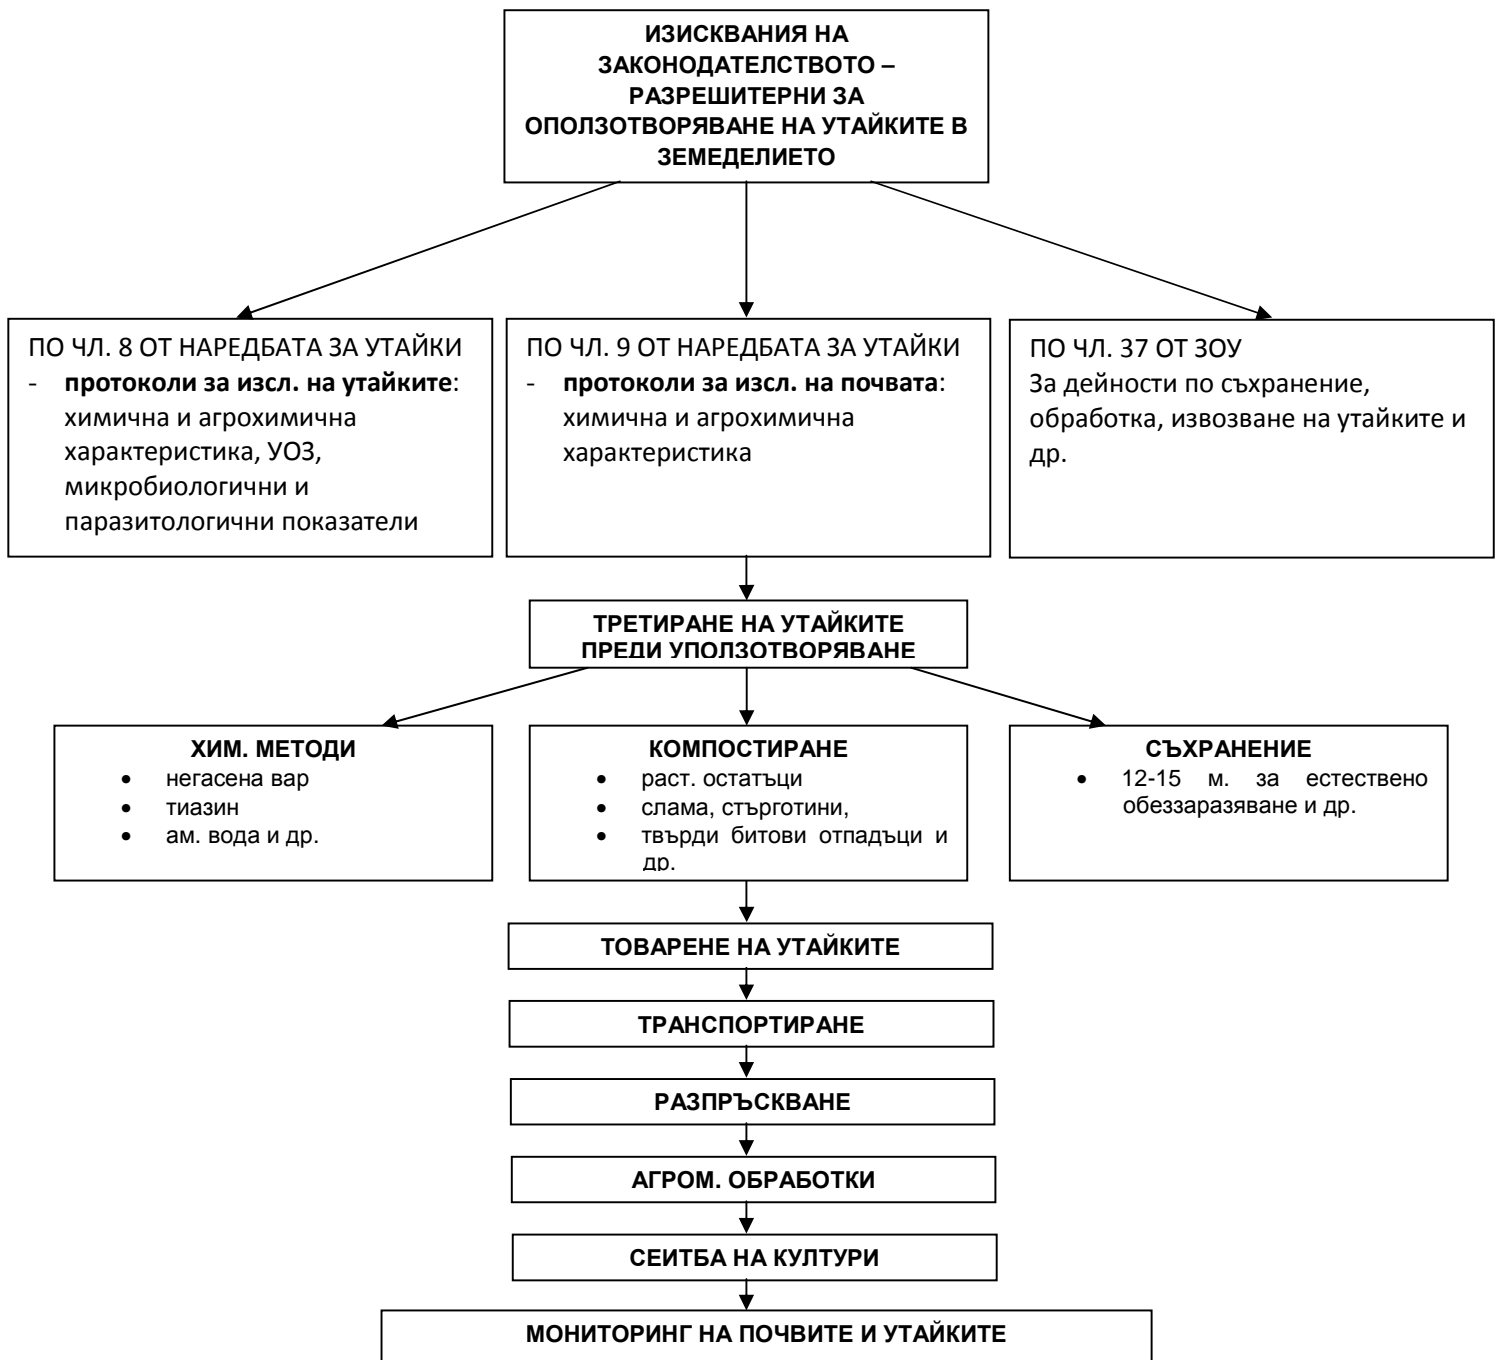 ИЗИСКВАНИЯ НА
ЗАКОНОДАТЕЛСТВОТО –
РАЗРЕШИТЕРНИ ЗА
ОПОЛЗОТВОРЯВАНЕ НА УТАЙКИТЕ В
ЗЕМЕДЕЛИЕТО
ПО ЧЛ. 8 ОТ НАРЕДБАТА ЗА УТАЙКИ
- протоколи за изсл. на утайките:
химична и агрохимична
характеристика, УОЗ,
микробиологични и
паразитологични показатели
ПО ЧЛ. 9 ОТ НАРЕДБАТА ЗА УТАЙКИ
- протоколи за изсл. на почвата:
химична и агрохимична
характеристика
ПО ЧЛ. 37 ОТ ЗОУ
За дейности по съхранение,
обработка, извозване на утайките и
др.
ТРЕТИРАНЕ НА УТАЙКИТЕ
ПРЕДИ УПОЛЗОТВОРЯВАНЕ
ХИМ. МЕТОДИ
• негасена вар
• тиазин
• ам. вода и др.
КОМПОСТИРАНЕ
• раст. остатъци
• слама, стърготини,
• твърди битови отпадъци и
др.
СЪХРАНЕНИЕ
• 12-15 м. за естествено
обеззаразяване и др.
ТОВАРЕНЕ НА УТАЙКИТЕ
ТРАНСПОРТИРАНЕ
РАЗПРЪСКВАНЕ
АГРОМ. ОБРАБОТКИ
СЕИТБА НА КУЛТУРИ
МОНИТОРИНГ НА ПОЧВИТЕ И УТАЙКИТЕ